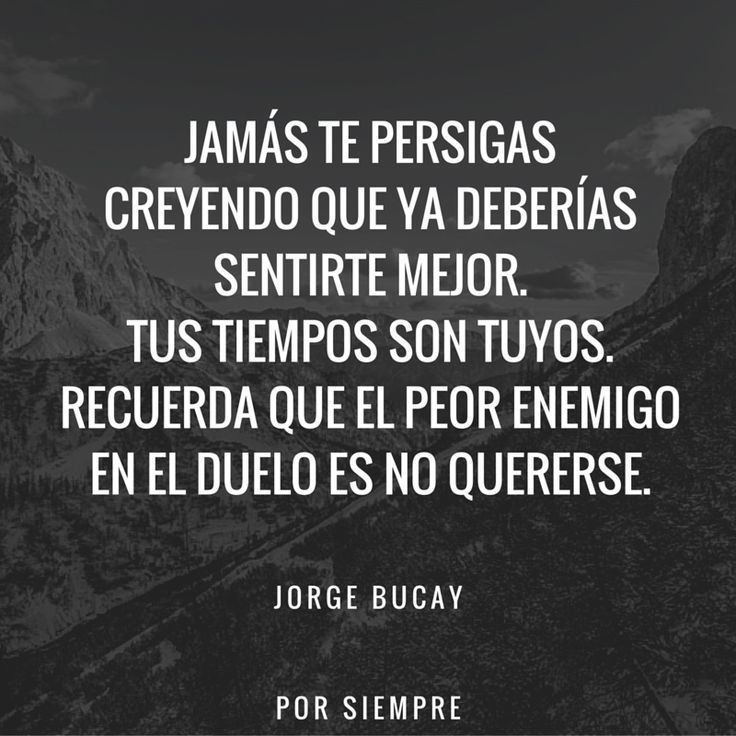 JAMÁS TE PERSIGAS
CREYENDO QUE YA DEBERÍAS
SENTIRTE MEJOR.
TUS TIEMPOS SON TUYOS.
RECUERDA QUE EL PEOR ENEMIGO
EN EL DUELO ES NO QUERERSE.
JORGE BUCAY
POR SIEMPRE